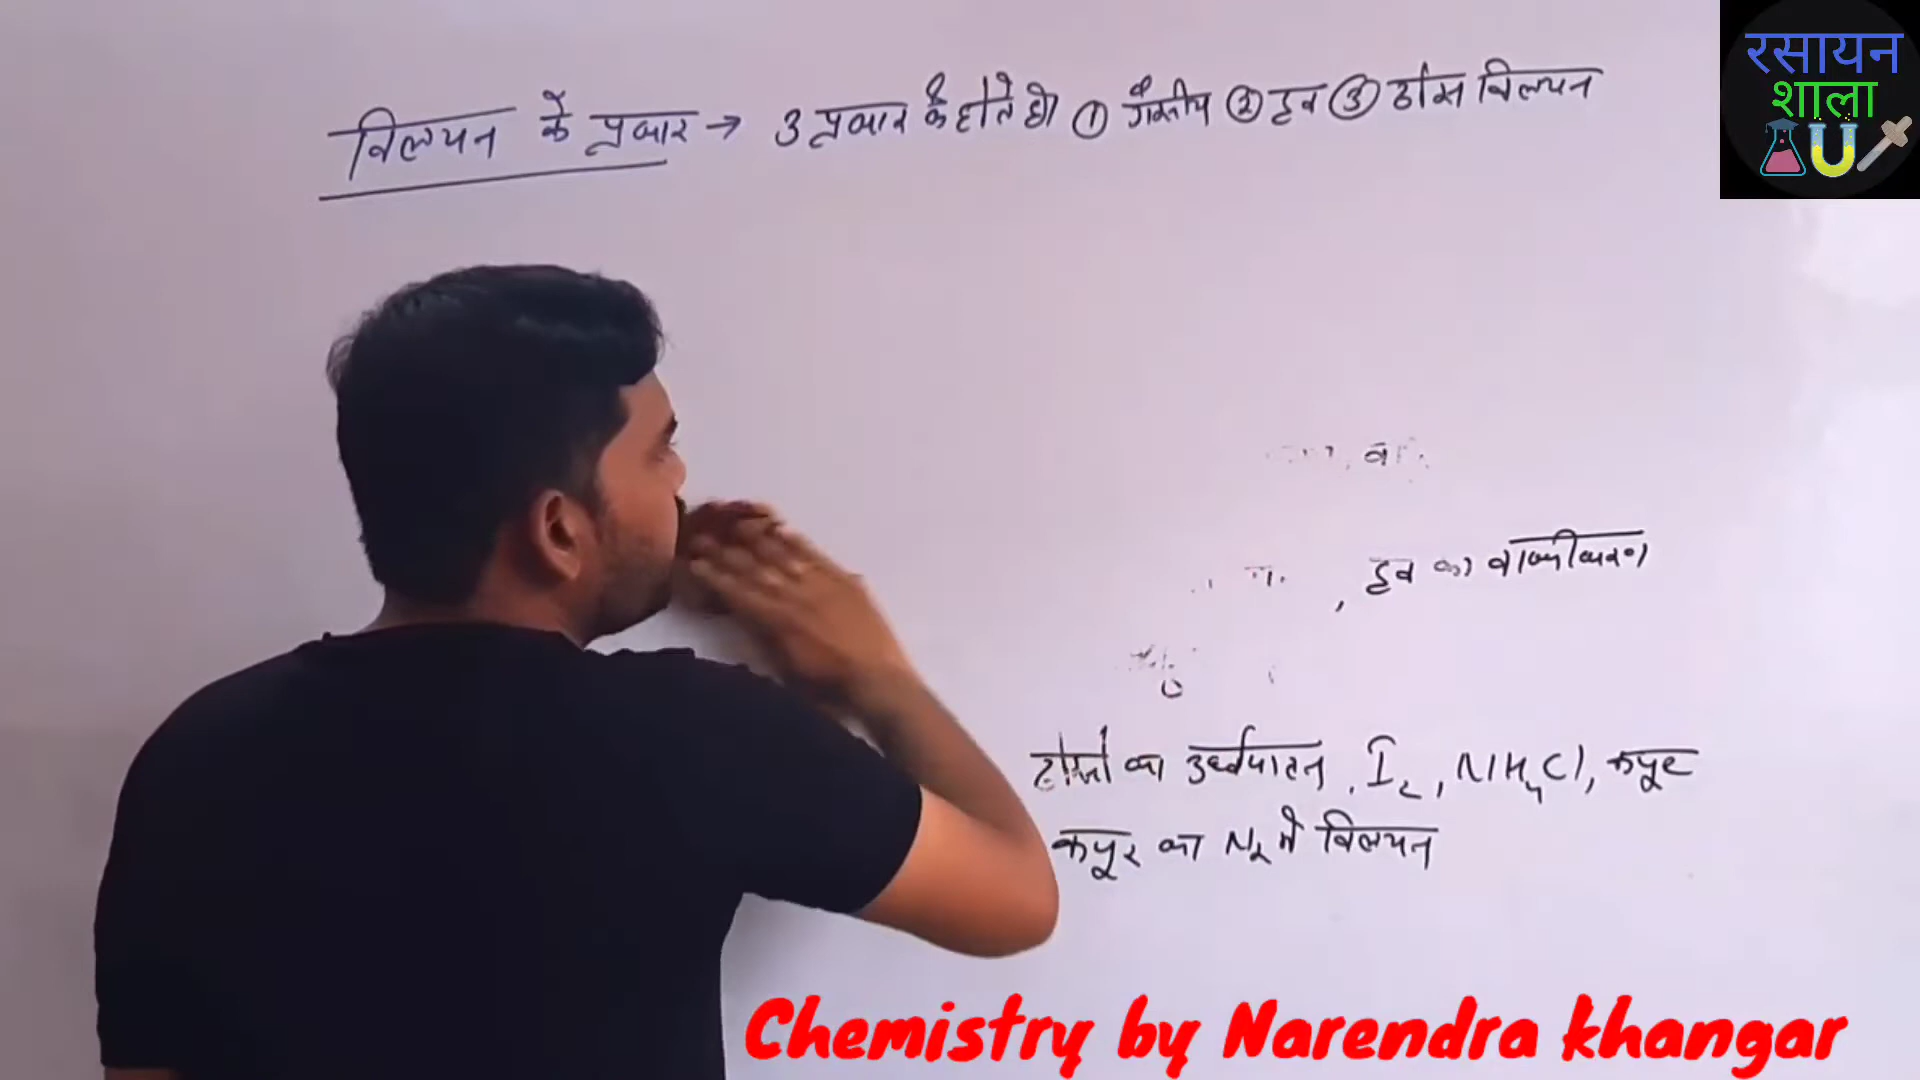 रसायन
शाला
विलयन के प्रकार → 3 प्रकार के होते है। ① गैसीय ② द्रव ③ ठोस विलयन
, द्रव का वाष्पीकरण
ठोसों का उर्ध्वपातन, I₂, NH₄Cl, कपूर
कपूर का N₂ में विलयन
Chemistry by Narendra khangar